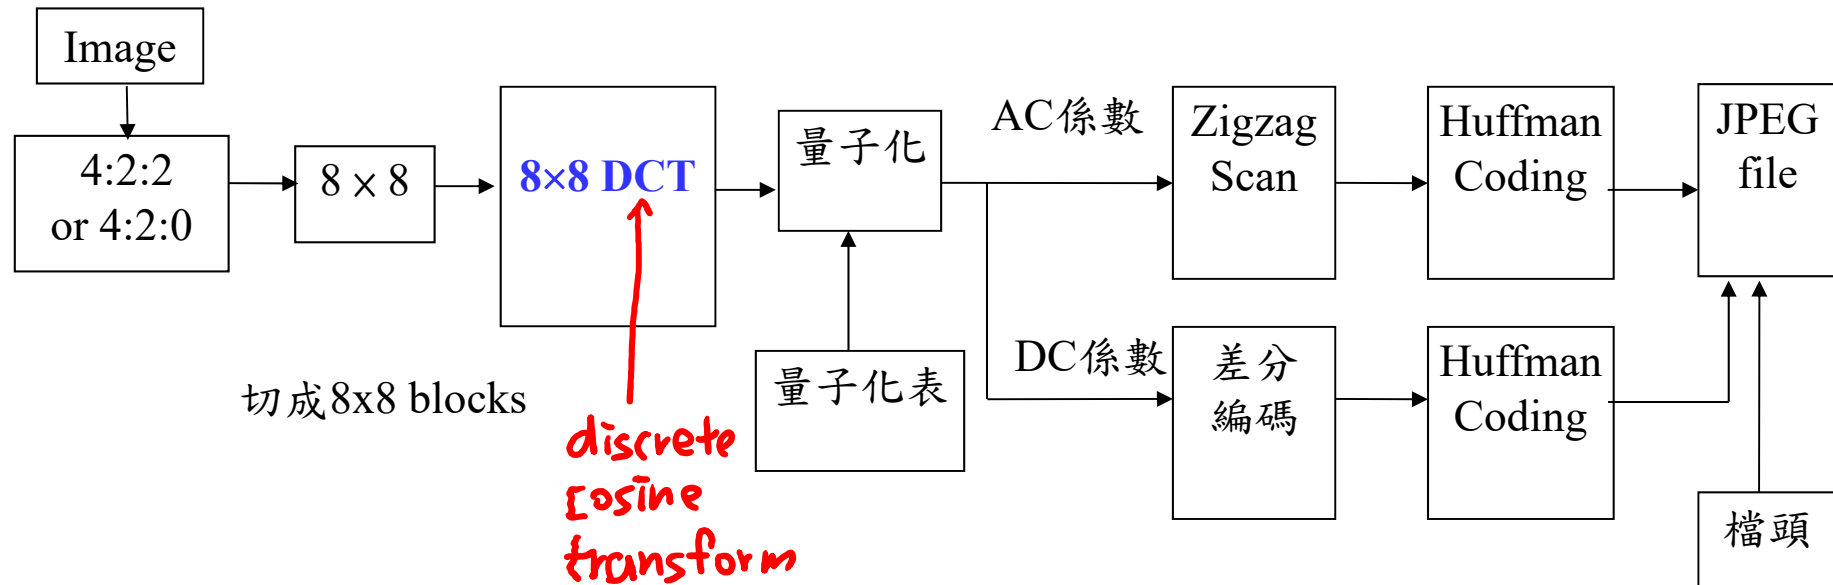 Image
4:2:2
or 4:2:0
8 × 8
8×8 DCT
量子化
AC係數
Zigzag
Scan
Huffman
Coding
JPEG
file
切成8x8 blocks
量子化表
DC係數
差分
編碼
Huffman
Coding
檔頭
discrete
cosine
transform